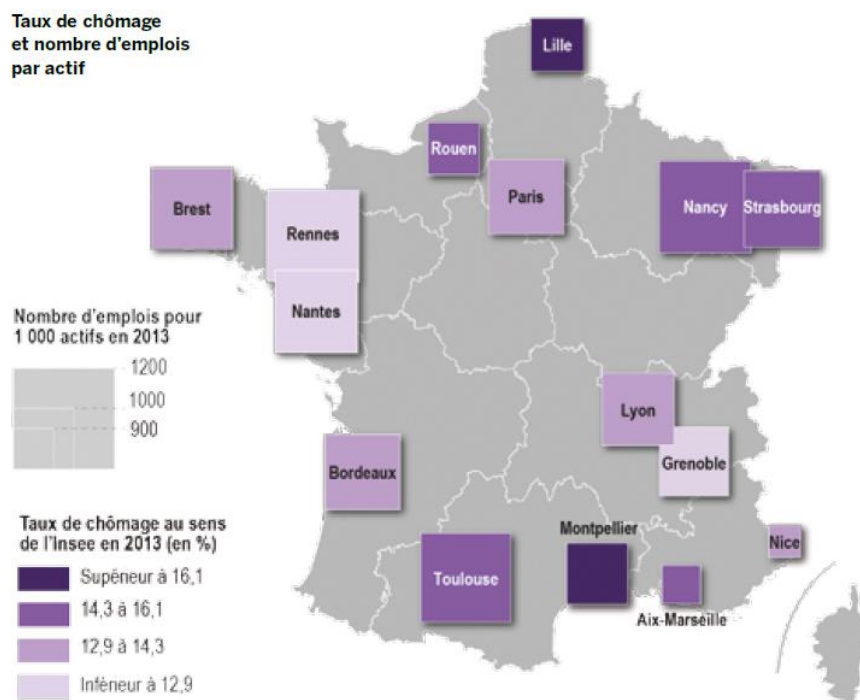 Taux de chômage
et nombre d'emplois
par actif
Lille
Rouen
Paris
Brest
Nancy
Strasbourg
Rennes
Nantes
Nombre d'emplois pour
1 000 actifs en 2013
1200
1000
900
Lyon
Grenoble
Bordeaux
Montpellier
Nice
Toulouse
Aix-Marseille
Taux de chômage au sens
de l'Insee en 2013 (en %)
Supérieur à 16,1
14,3 à 16,1
12,9 à 14,3
Inférieur à 12,9